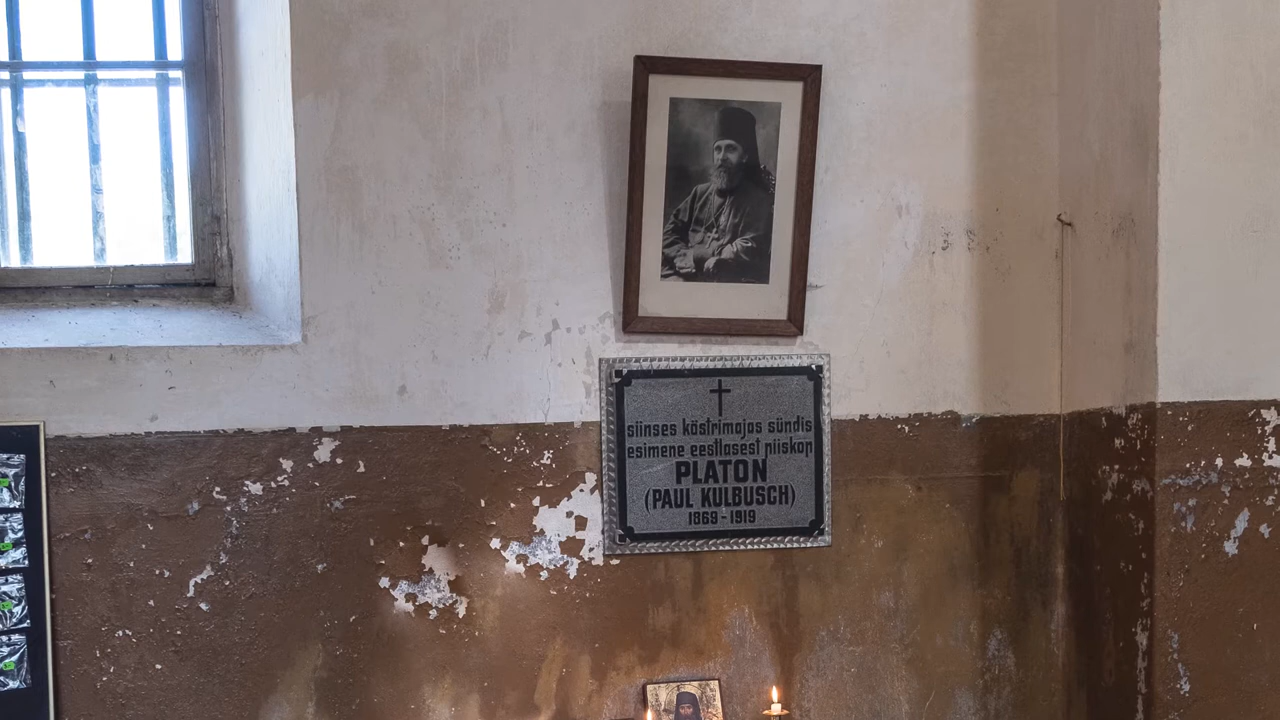 siinses köstrimajas sündis
esimene eestlasest piiskop
PLATON
(PAUL KULBUSCH)
1869 - 1919